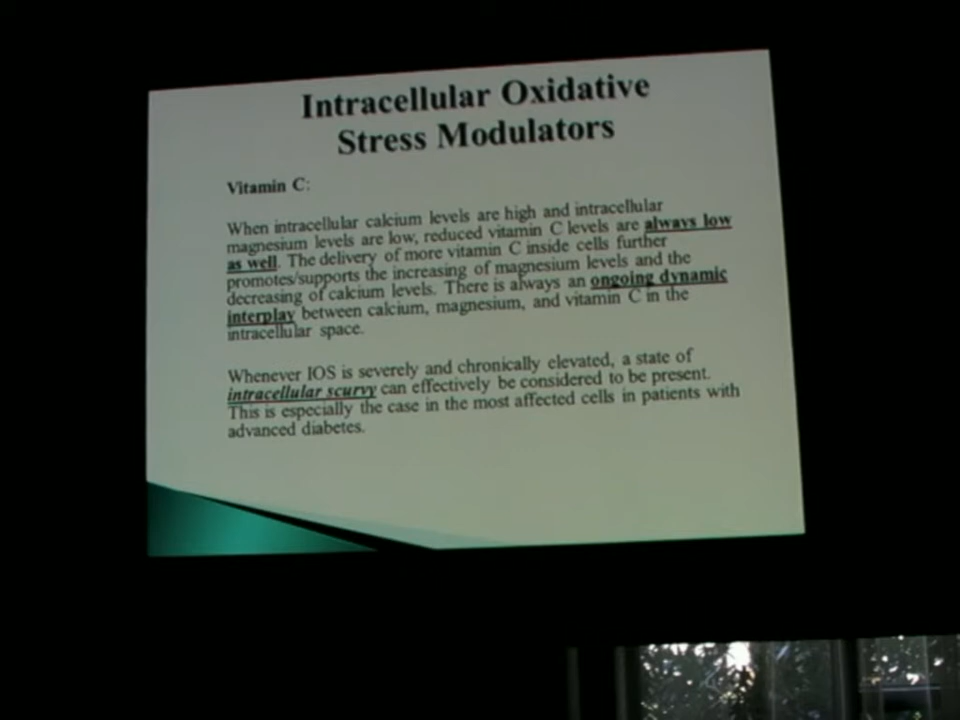 Intracellular Oxidative
Stress Modulators
Vitamin C:
When intracellular calcium levels are high and intracellular
magnesium levels are low, reduced vitamin C levels are always low
as well. The delivery of more vitamin C inside cells further
promotes/supports the increasing of magnesium levels and the
decreasing of calcium levels. There is always an ongoing dynamic
interplay between calcium, magnesium, and vitamin C in the
intracellular space.
Whenever IOS is severely and chronically elevated, a state of
intracellular scurvy can effectively be considered to be present.
This is especially the case in the most affected cells in patients with
advanced diabetes.